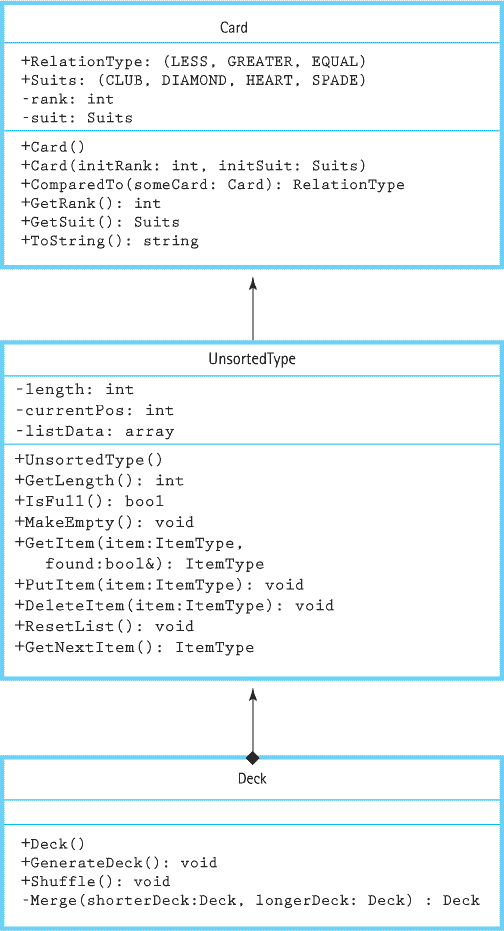 Card
+RelationType: (LESS, GREATER, EQUAL)
+Suits: (CLUB, DIAMOND, HEART, SPADE)
-rank: int
-suit: Suits
+Card()
+Card(initRank: int, initSuit: Suits)
+ComparedTo(someCard: Card): RelationType
+GetRank(): int
+GetSuit(): Suits
+ToString(): string
UnsortedType
-length: int
-currentPos: int
-listData: array
+UnsortedType()
+GetLength(): int
+IsFull(): bool
+MakeEmpty(): void
+GetItem(item:ItemType,
found:bool&): ItemType
+PutItem(item:ItemType): void
+DeleteItem(item:ItemType): void
+ResetList(): void
+GetNextItem(): ItemType
Deck
+Deck()
+GenerateDeck(): void
+Shuffle(): void
-Merge(shorterDeck:Deck, longerDeck: Deck) : Deck